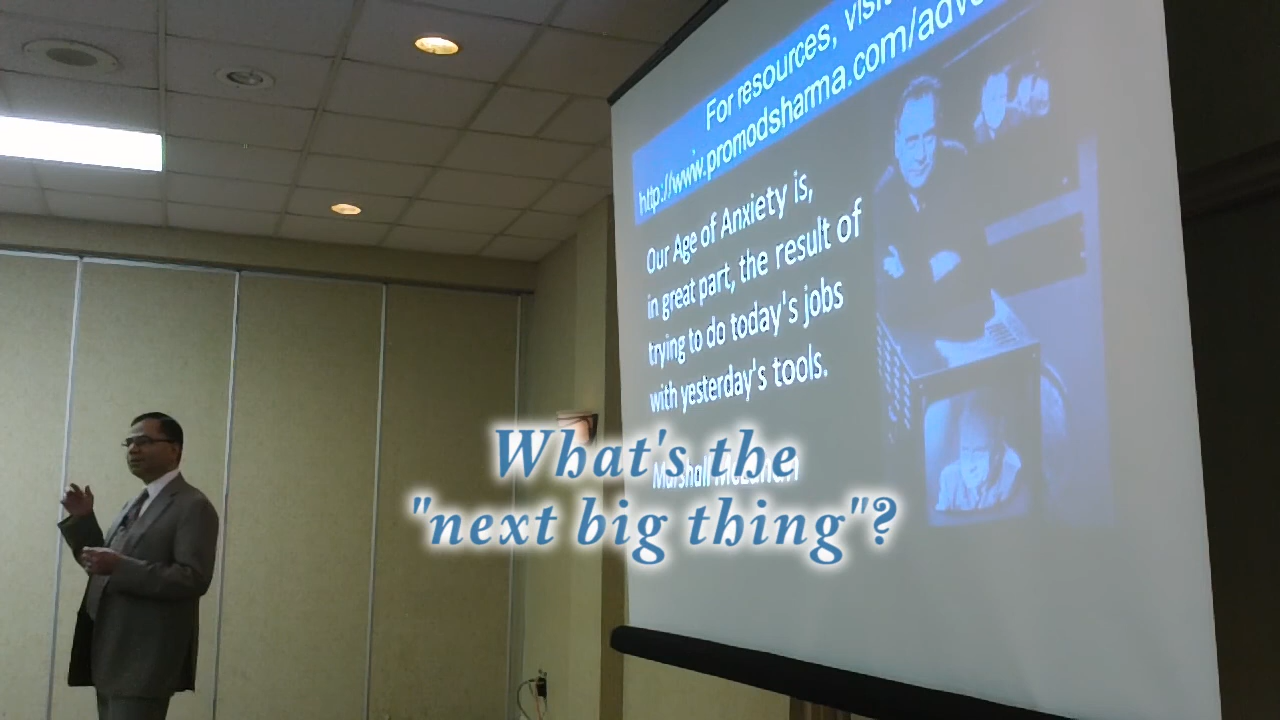 For resources, visit
http://www.promodsharma.com/adv
Our Age of Anxiety is,
in great part, the result of
trying to do today's jobs
with yesterday's tools.
Marshall
What's the
"next big thing"?